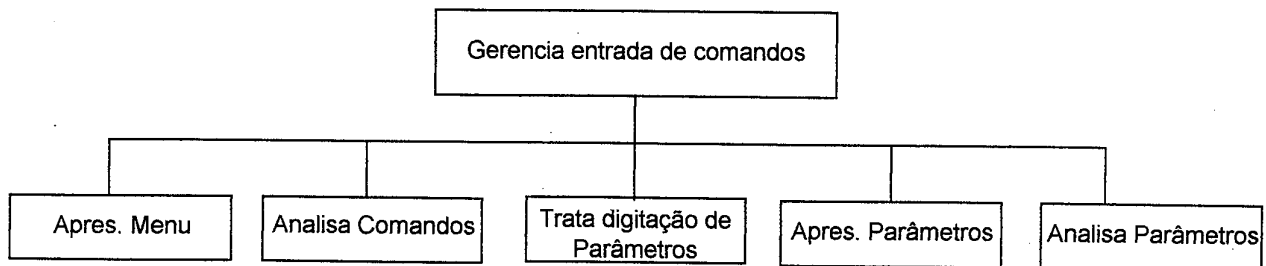 Gerencia entrada de comandos
Apres. Menu
Analisa Comandos
Trata digitação de
Parâmetros
Apres. Parâmetros
Analisa Parâmetros